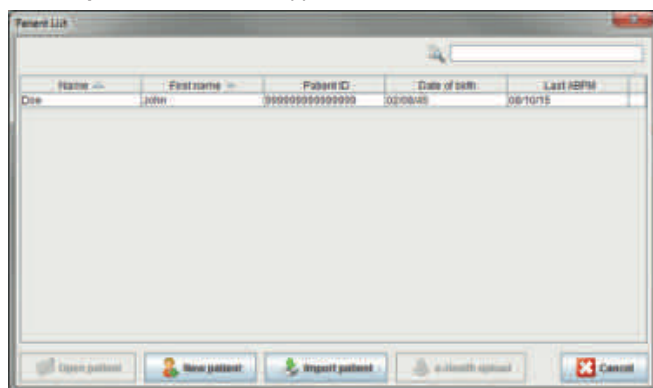 Patient List
Name First name Patient ID Date of birth Last ABPM
Doe John 999999999999999 02/08/45 08/10/15
Open patient New patient Import patient e-Health upload Cancel